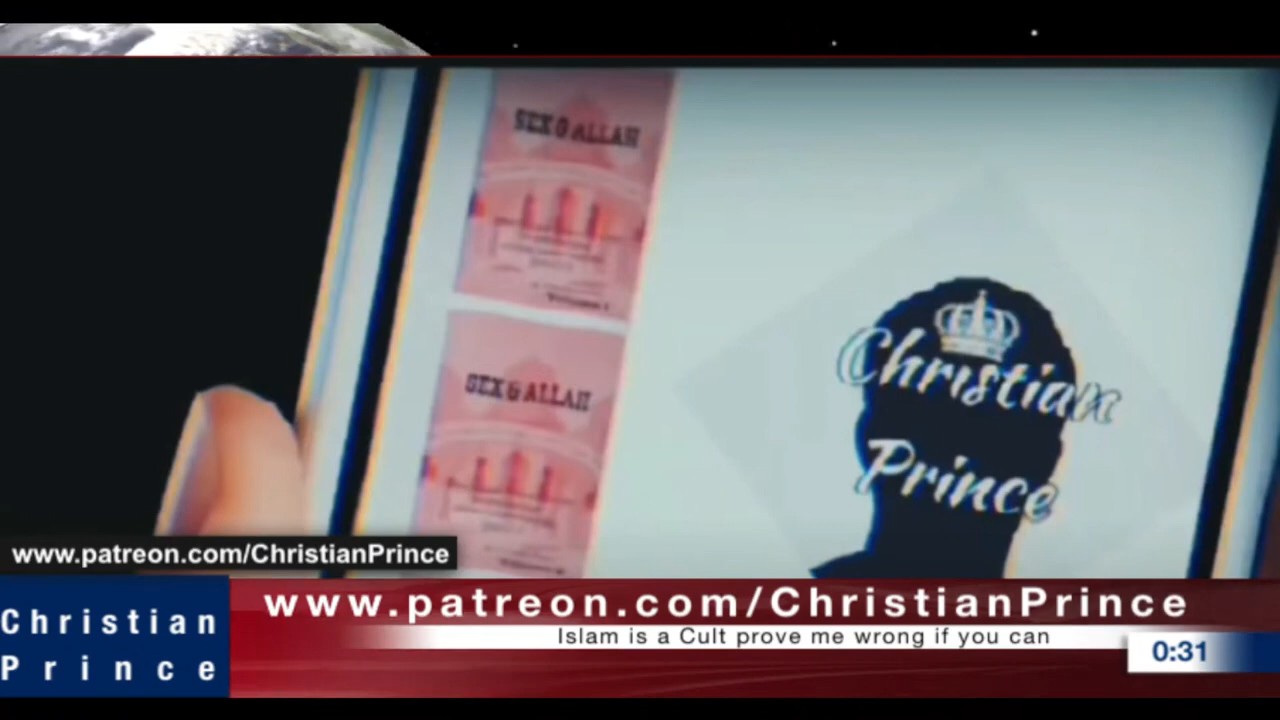 SEX & ALLAH
SEX & ALLAH
Christian
Prince
www.patreon.com/ChristianPrince
Christian
Prince
www.patreon.com/ChristianPrince
Islam is a Cult prove me wrong if you can
0:31